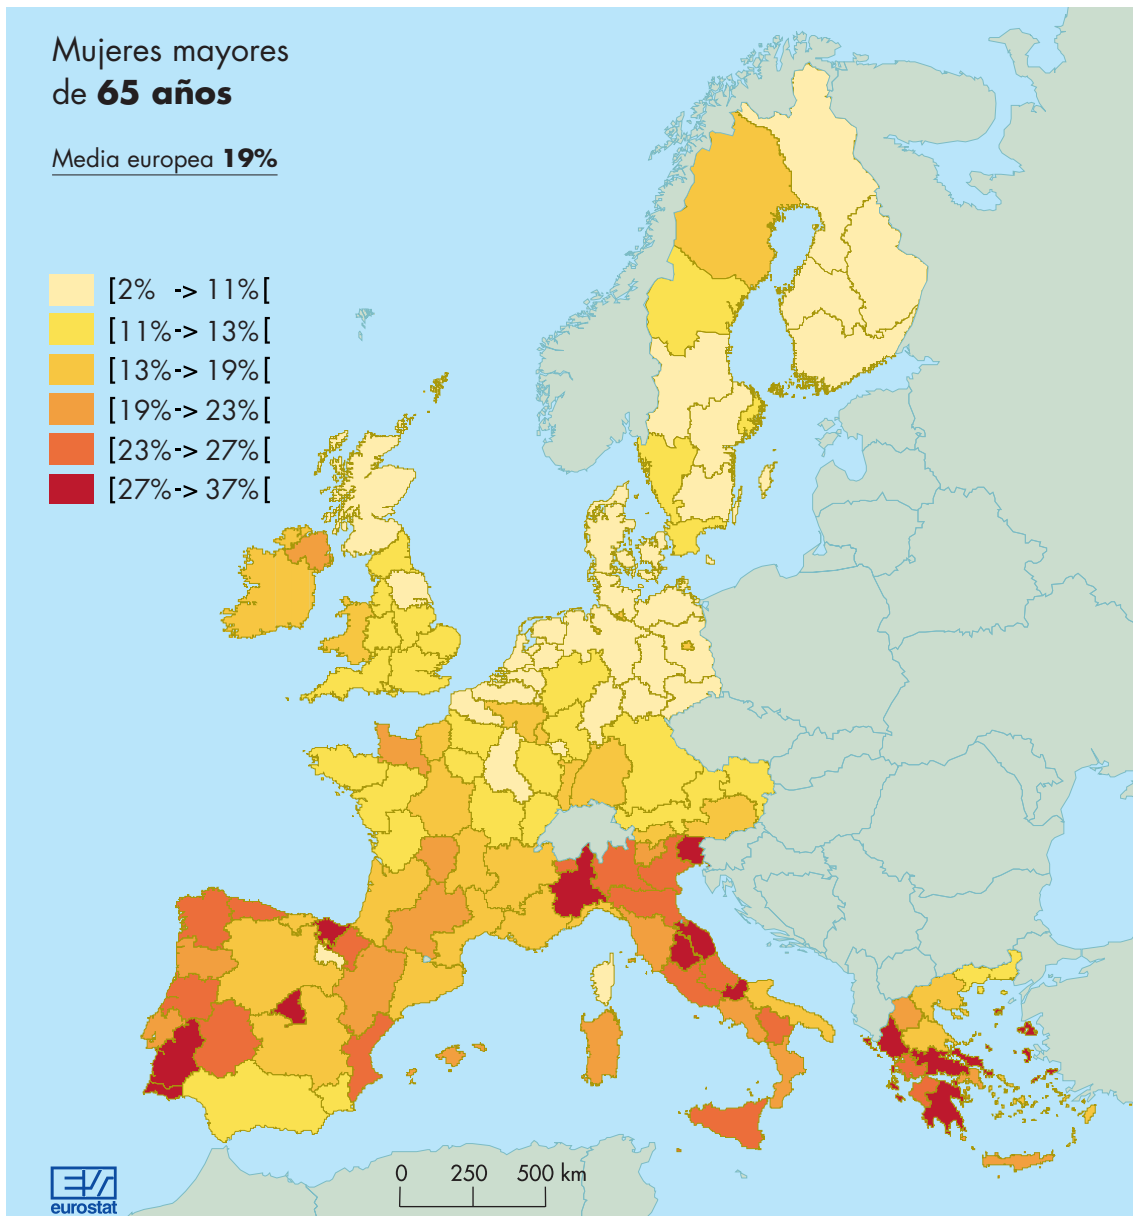 Mujeres mayores
de 65 años
Media europea 19%
[2% -> 11%[
[11%-> 13%[
[13%-> 19%[
[19%-> 23%[
[23%-> 27%[
[27%-> 37%[
0 250 500 km
eurostat